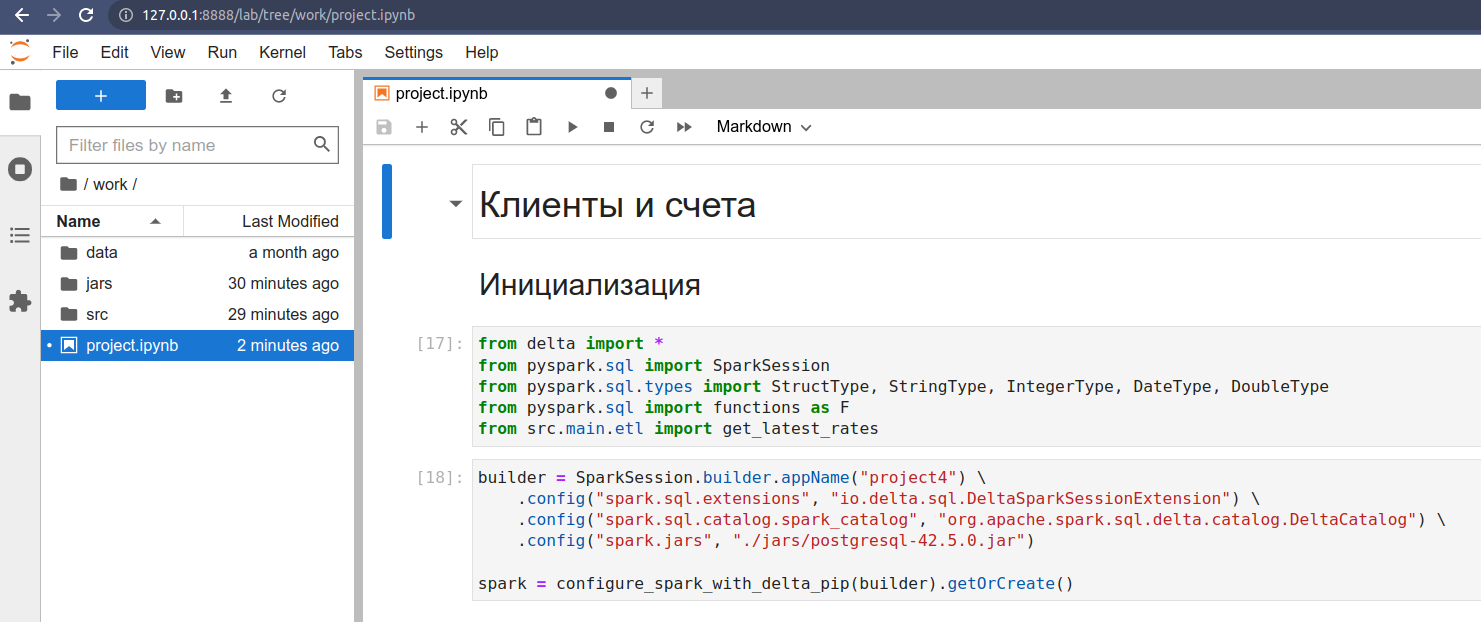 127.0.0.1:8888/lab/tree/work/project.ipynb
File Edit View Run Kernel Tabs Settings Help
Filter files by name
/ work /
Name Last Modified
data a month ago
jars 30 minutes ago
src 29 minutes ago
project.ipynb 2 minutes ago
project.ipynb
Markdown
Клиенты и счета
Инициализация
[17]:
from delta import *
from pyspark.sql import SparkSession
from pyspark.sql.types import StructType, StringType, IntegerType, DateType, DoubleType
from pyspark.sql import functions as F
from src.main.etl import get_latest_rates
[18]:
builder = SparkSession.builder.appName("project4") \
    .config("spark.sql.extensions", "io.delta.sql.DeltaSparkSessionExtension") \
    .config("spark.sql.catalog.spark_catalog", "org.apache.spark.sql.delta.catalog.DeltaCatalog") \
    .config("spark.jars", "./jars/postgresql-42.5.0.jar")
spark = configure_spark_with_delta_pip(builder).getOrCreate()